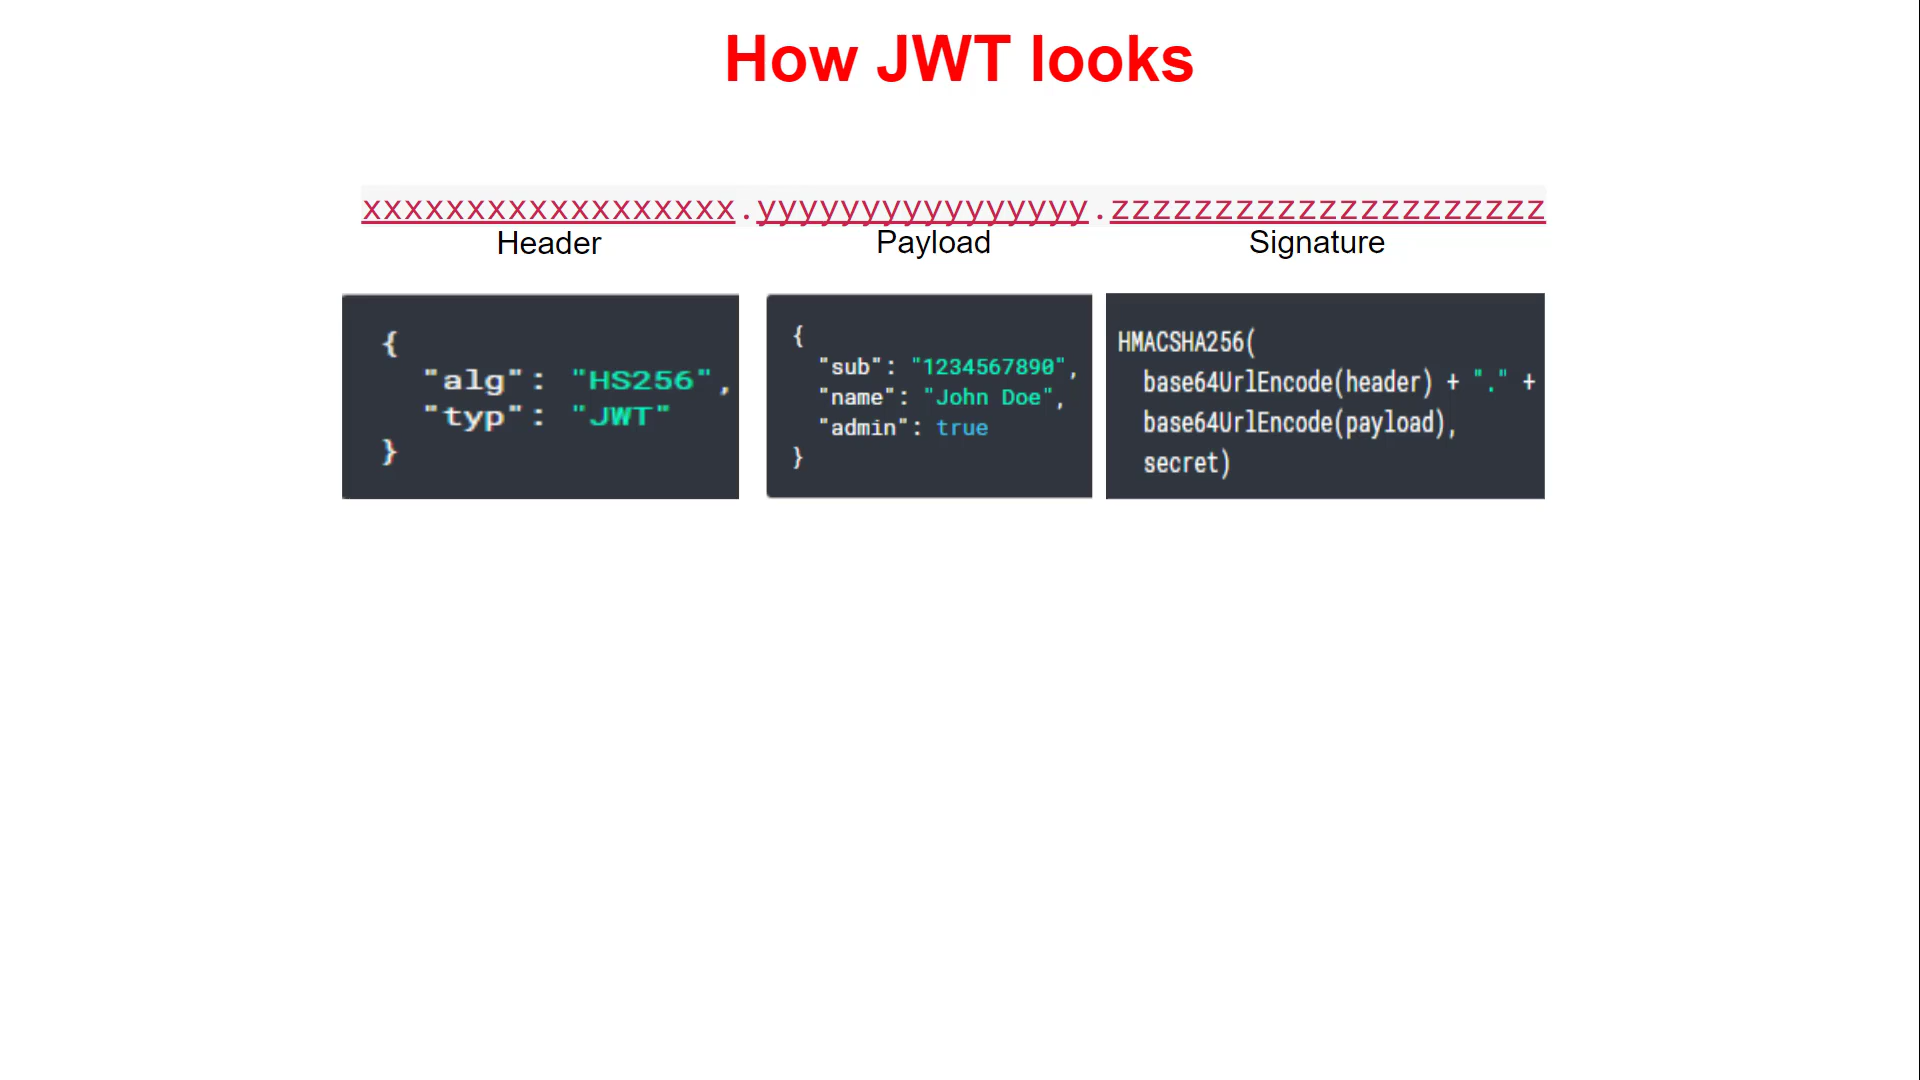 How JWT looks
xxxxxxxxxxxxxxxxxx.yyyyyyyyyyyyyyyy.zzzzzzzzzzzzzzzzzzzzz
Header
Payload
Signature
{
"alg": "HS256",
"typ": "JWT"
}
{
"sub": "1234567890",
"name": "John Doe",
"admin": true
}
HMACSHA256(
base64UrlEncode(header) + "." +
base64UrlEncode(payload),
secret)